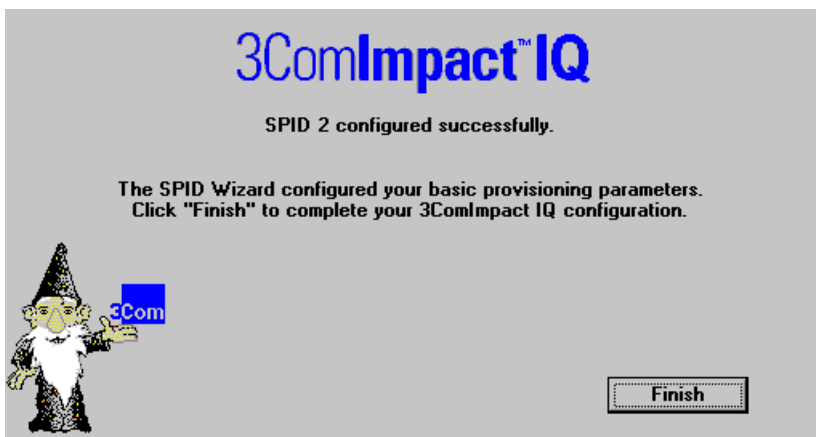 3ComImpact™IQ
SPID 2 configured successfully.
The SPID Wizard configured your basic provisioning parameters.
Click "Finish" to complete your 3ComImpact IQ configuration.
3Com
Finish